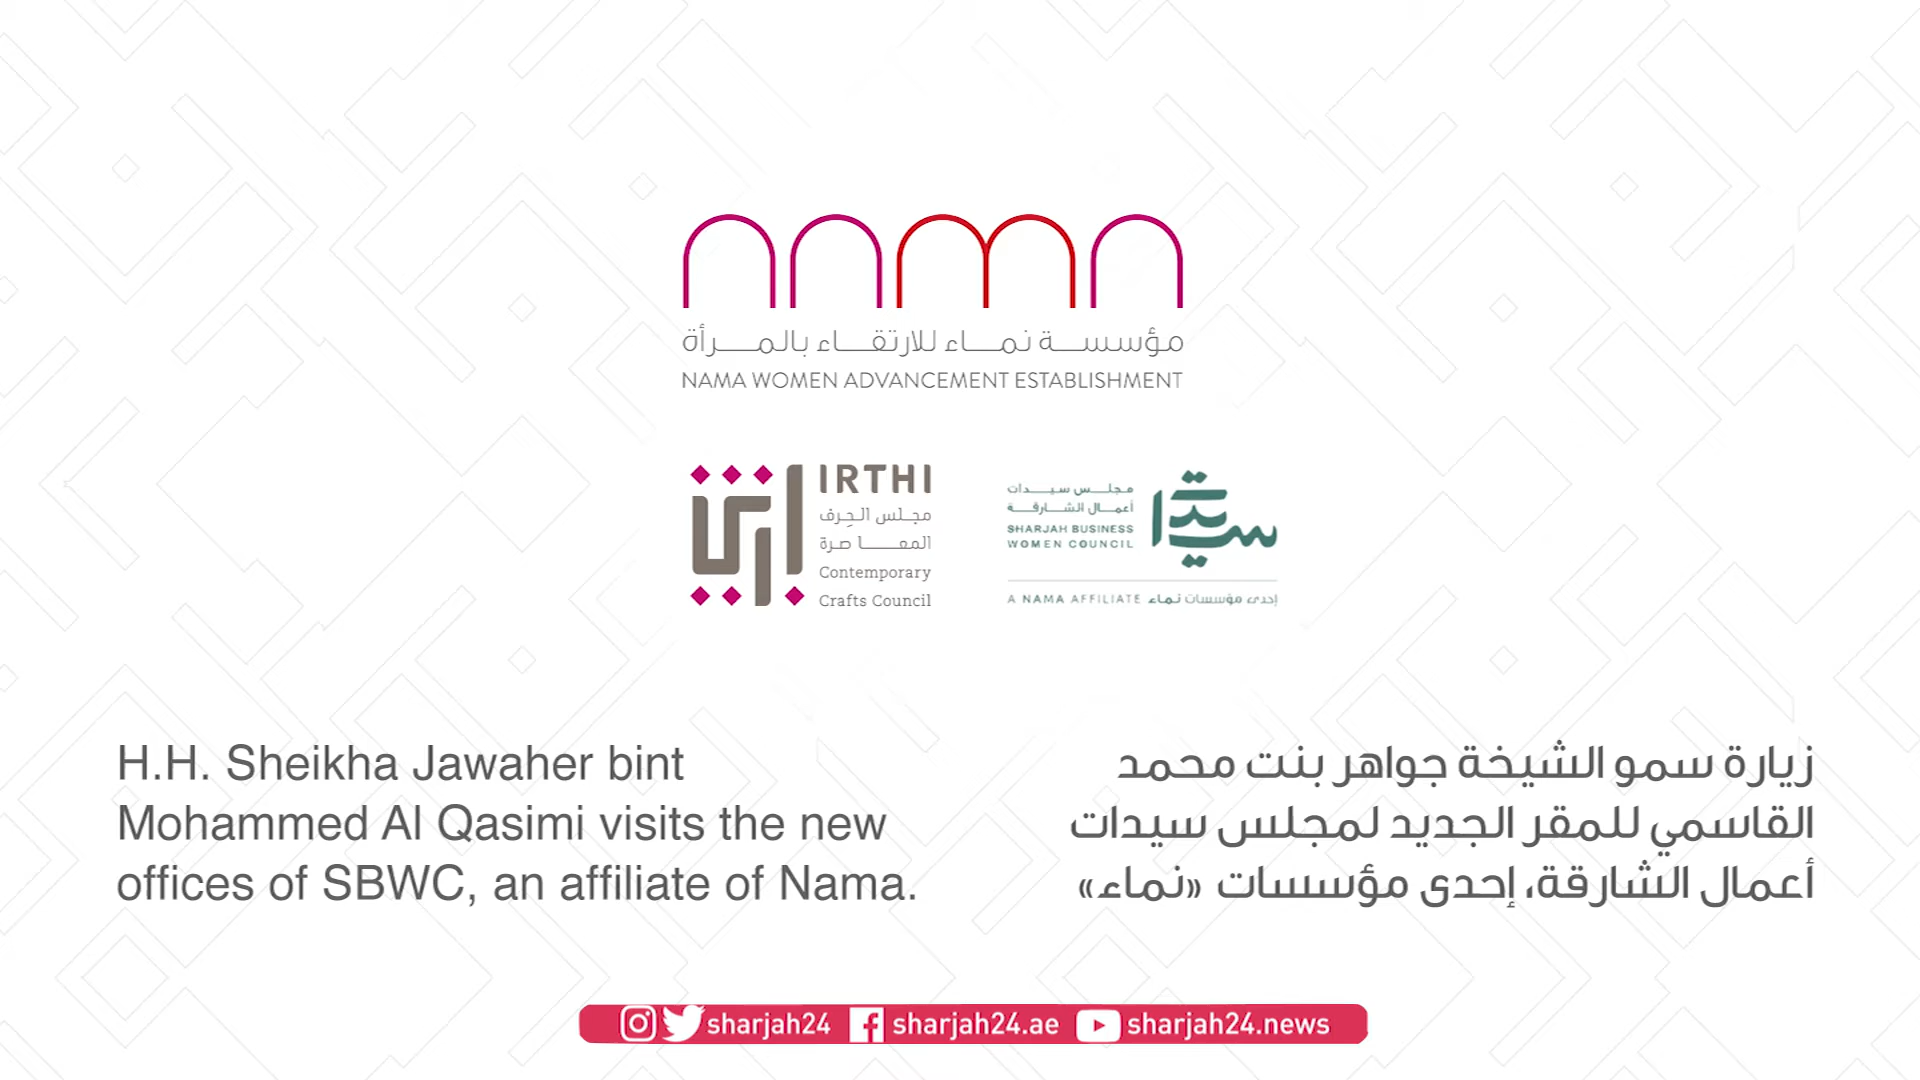 nama
مؤسسة نماء للارتقاء بالمرأة
NAMA WOMEN ADVANCEMENT ESTABLISHMENT
إرثي
IRTHI
مجلس الحِرف
المعاصرة
Contemporary
Crafts Council
مجلس سيدات
أعمال الشارقة
SHARJAH BUSINESS
WOMEN COUNCIL
سيدات
A NAMA AFFILIATE إحدى مؤسسات نماء
H.H. Sheikha Jawaher bint
Mohammed Al Qasimi visits the new
offices of SBWC, an affiliate of Nama.
زيارة سمو الشيخة جواهر بنت محمد
القاسمي للمقر الجديد لمجلس سيدات
أعمال الشارقة، إحدى مؤسسات «نماء»
sharjah24 sharjah24.ae sharjah24.news